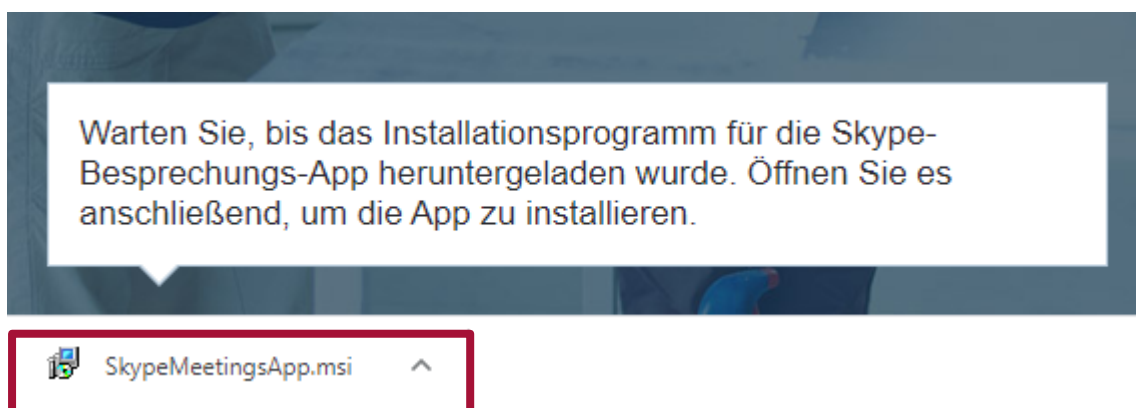 Warten Sie, bis das Installationsprogramm für die Skype-
Besprechungs-App heruntergeladen wurde. Öffnen Sie es
anschließend, um die App zu installieren.
SkypeMeetingsApp.msi